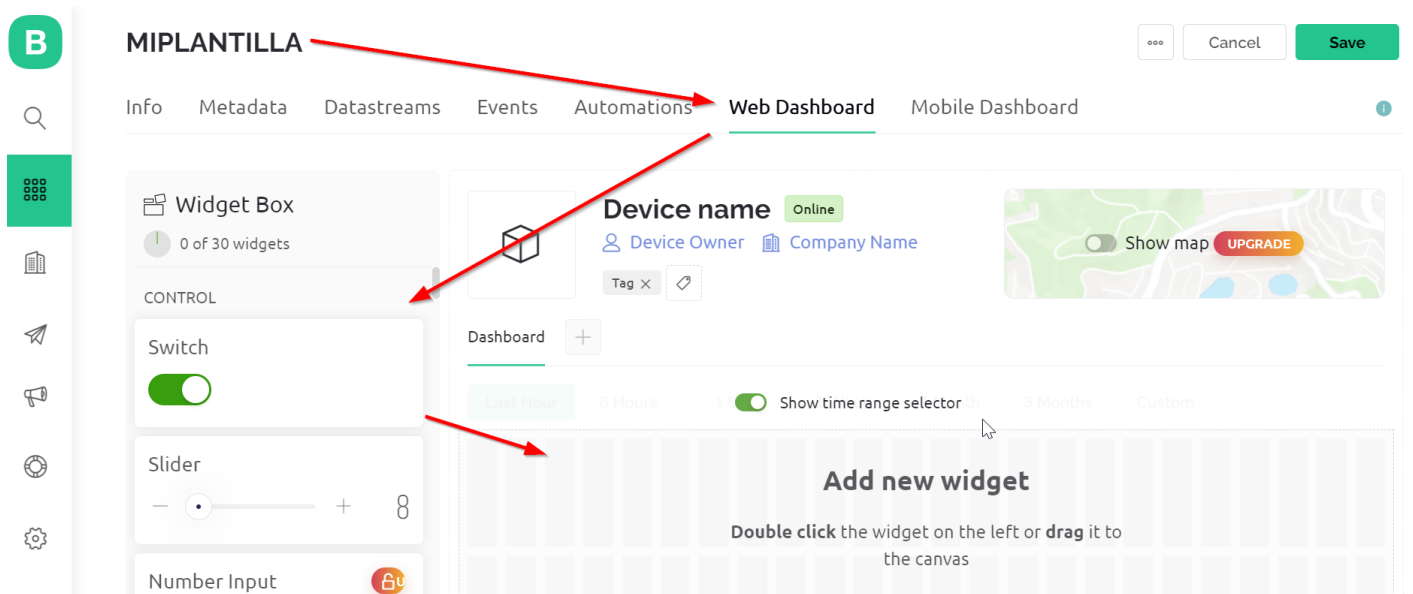 B
MIPLANTILLA
Cancel
Save
Info Metadata Datastreams Events Automations Web Dashboard Mobile Dashboard
Widget Box
0 of 30 widgets
CONTROL
Switch
Slider
8
Number Input
U
Device name Online
Device Owner Company Name
Tag
Show map UPGRADE
Dashboard
Last Hour 6 Hours 1 Show time range selector th 3 Months Custom
Add new widget
Double click the widget on the left or drag it to
the canvas